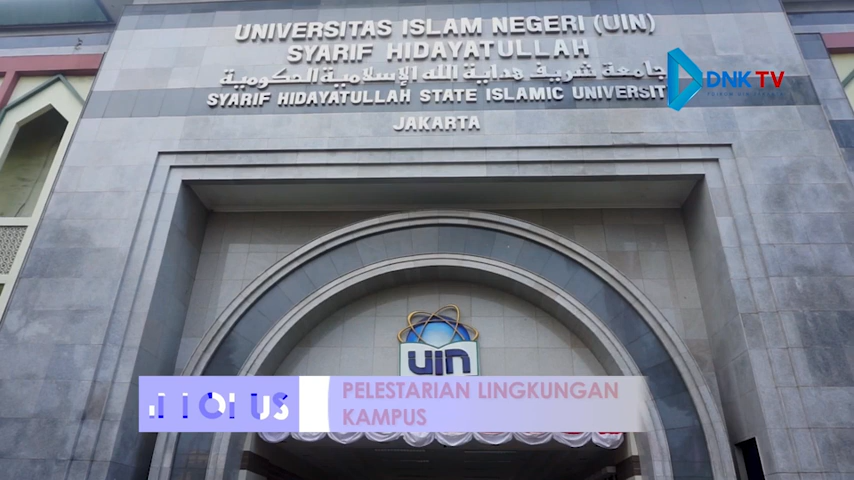 UNIVERSITAS ISLAM NEGERI (UIN)
SYARIF HIDAYATULLAH
جامعة شريف هداية الله الإسلامية الحكومية
SYARIF HIDAYATULLAH STATE ISLAMIC UNIVERSIT
JAKARTA
DNK TV
UIN
PELESTARIAN LINGKUNGAN
KAMPUS